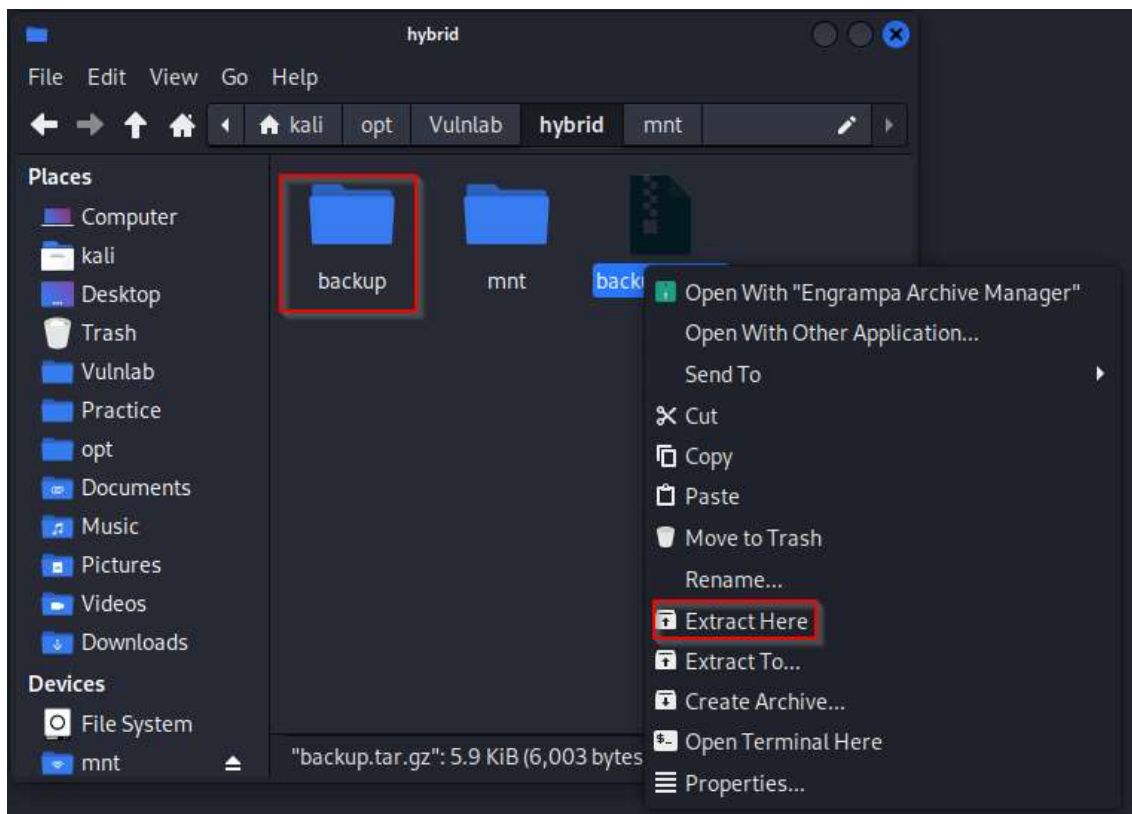 hybrid
File Edit View Go Help
kali opt Vulnlab hybrid mnt
Places
Computer
kali
Desktop
Trash
Vulnlab
Practice
opt
Documents
Music
Pictures
Videos
Downloads
Devices
File System
mnt
backup mnt
Open With "Engrampa Archive Manager"
Open With Other Application...
Send To
Cut
Copy
Paste
Move to Trash
Rename...
Extract Here
Extract To...
Create Archive...
Open Terminal Here
Properties...
"backup.tar.gz": 5.9 KiB (6,003 bytes